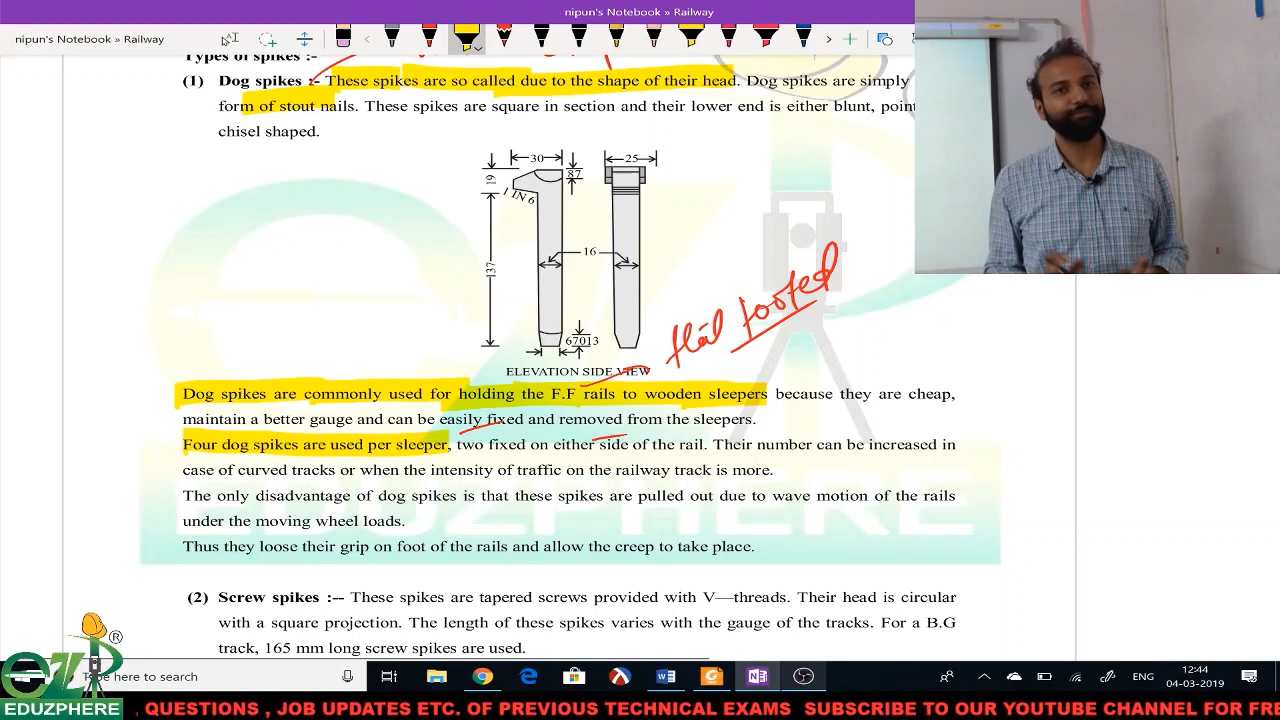 nipun's Notebook » Railway
nipun's Notebook » Railway
Types of spikes :-
(1) Dog spikes :- These spikes are so called due to the shape of their head. Dog spikes are simply
form of stout nails. These spikes are square in section and their lower end is either blunt, poin
chisel shaped.
30
25
19
87
IN 6
137
16
67013
flat footed
ELEVATION SIDE VIEW
Dog spikes are commonly used for holding the F.F rails to wooden sleepers because they are cheap,
maintain a better gauge and can be easily fixed and removed from the sleepers.
Four dog spikes are used per sleeper, two fixed on either side of the rail. Their number can be increased in
case of curved tracks or when the intensity of traffic on the railway track is more.
The only disadvantage of dog spikes is that these spikes are pulled out due to wave motion of the rails
under the moving wheel loads.
Thus they loose their grip on foot of the rails and allow the creep to take place.
EDUZPHERE
(2) Screw spikes :-- These spikes are tapered screws provided with V—threads. Their head is circular
with a square projection. The length of these spikes varies with the gauge of the tracks. For a B.G
track, 165 mm long screw spikes are used.
ezp ®
here to search
ENG
12:44
04-03-2019
EDUZPHERE
, QUESTIONS , JOB UPDATES ETC. OF PREVIOUS TECHNICAL EXAMS SUBSCRIBE TO OUR YOUTUBE CHANNEL FOR FRE